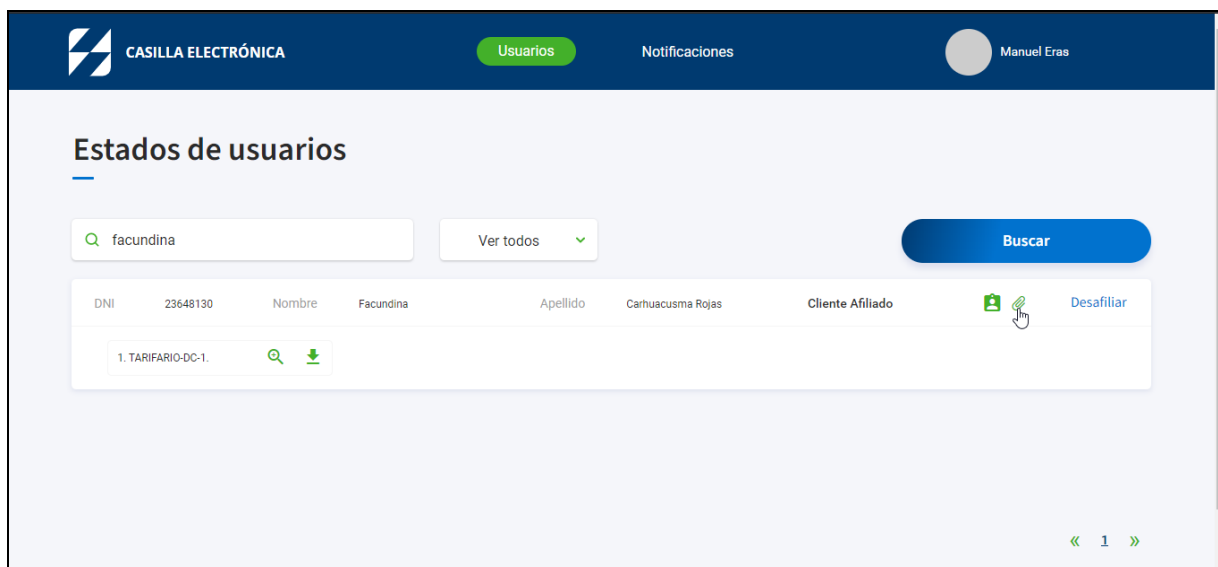 CASILLA ELECTRÓNICA Usuarios Notificaciones Manuel Eras
Estados de usuarios
facundina Ver todos Buscar
DNI 23648130 Nombre Facundina Apellido Carhuacusma Rojas Cliente Afiliado Desafiliar
1. TARIFARIO-DC-1.
« 1 »